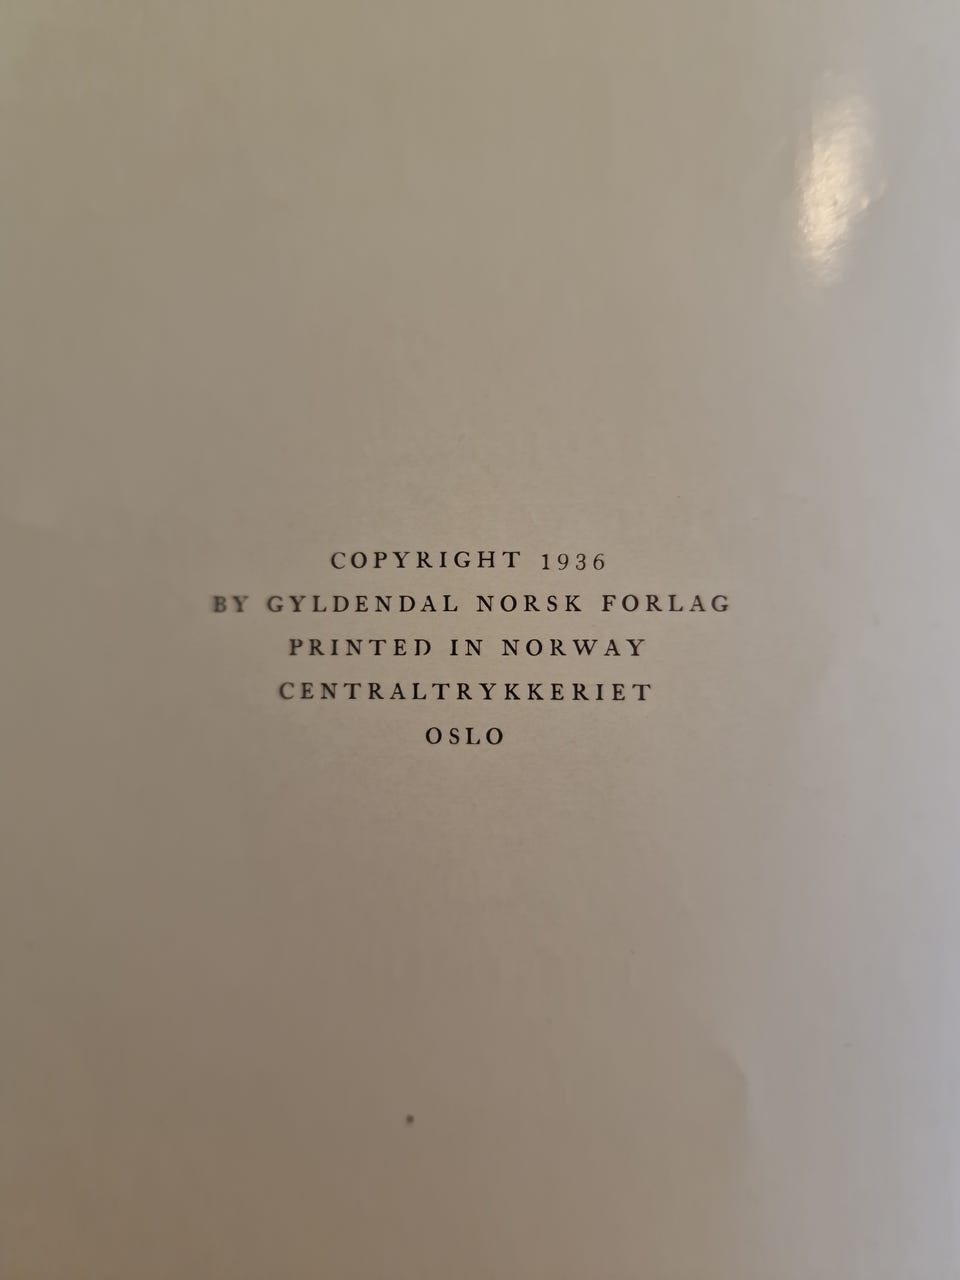 COPYRIGHT 1936
BY GYLDENDAL NORSK FORLAG
PRINTED IN NORWAY
CENTRALTRYKKERIET
OSLO